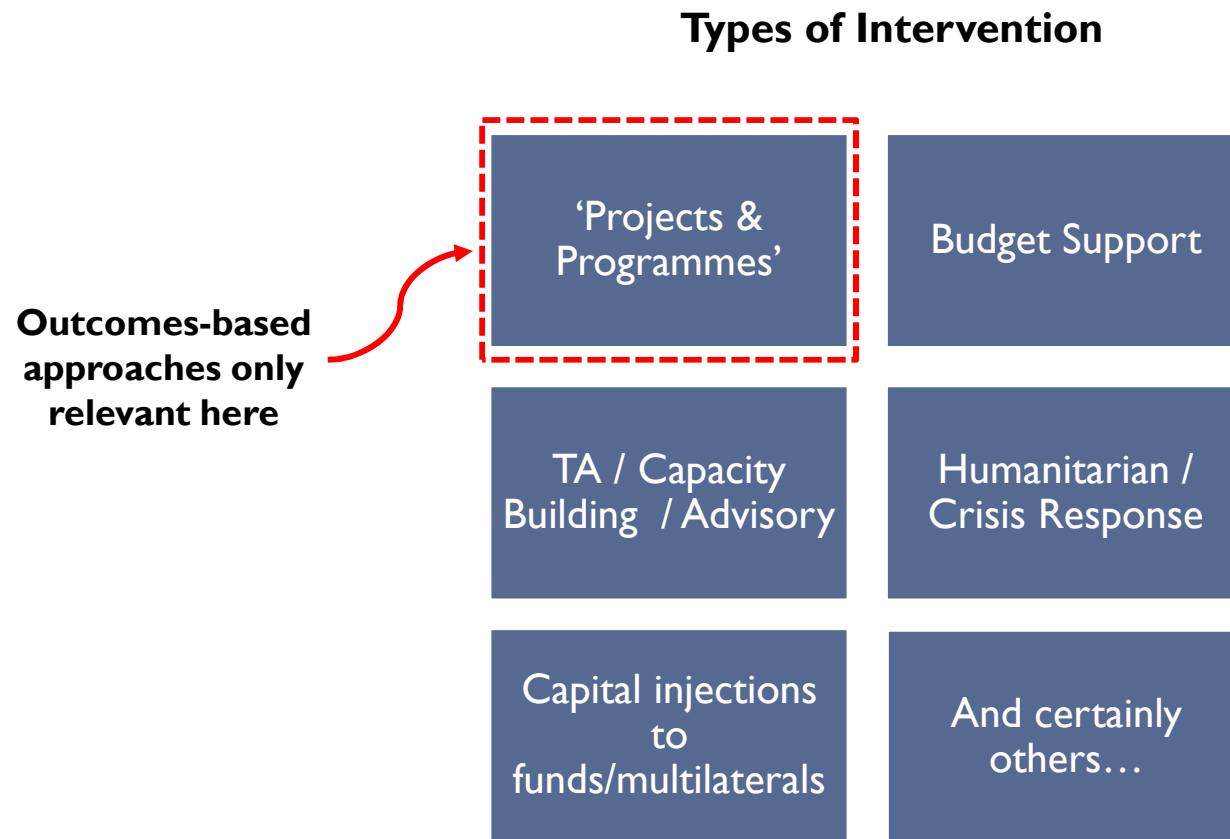 Types of Intervention
‘Projects &
Programmes’
Budget Support
Outcomes-based
approaches only
relevant here
TA / Capacity
Building / Advisory
Humanitarian /
Crisis Response
Capital injections
to
funds/multilaterals
And certainly
others…